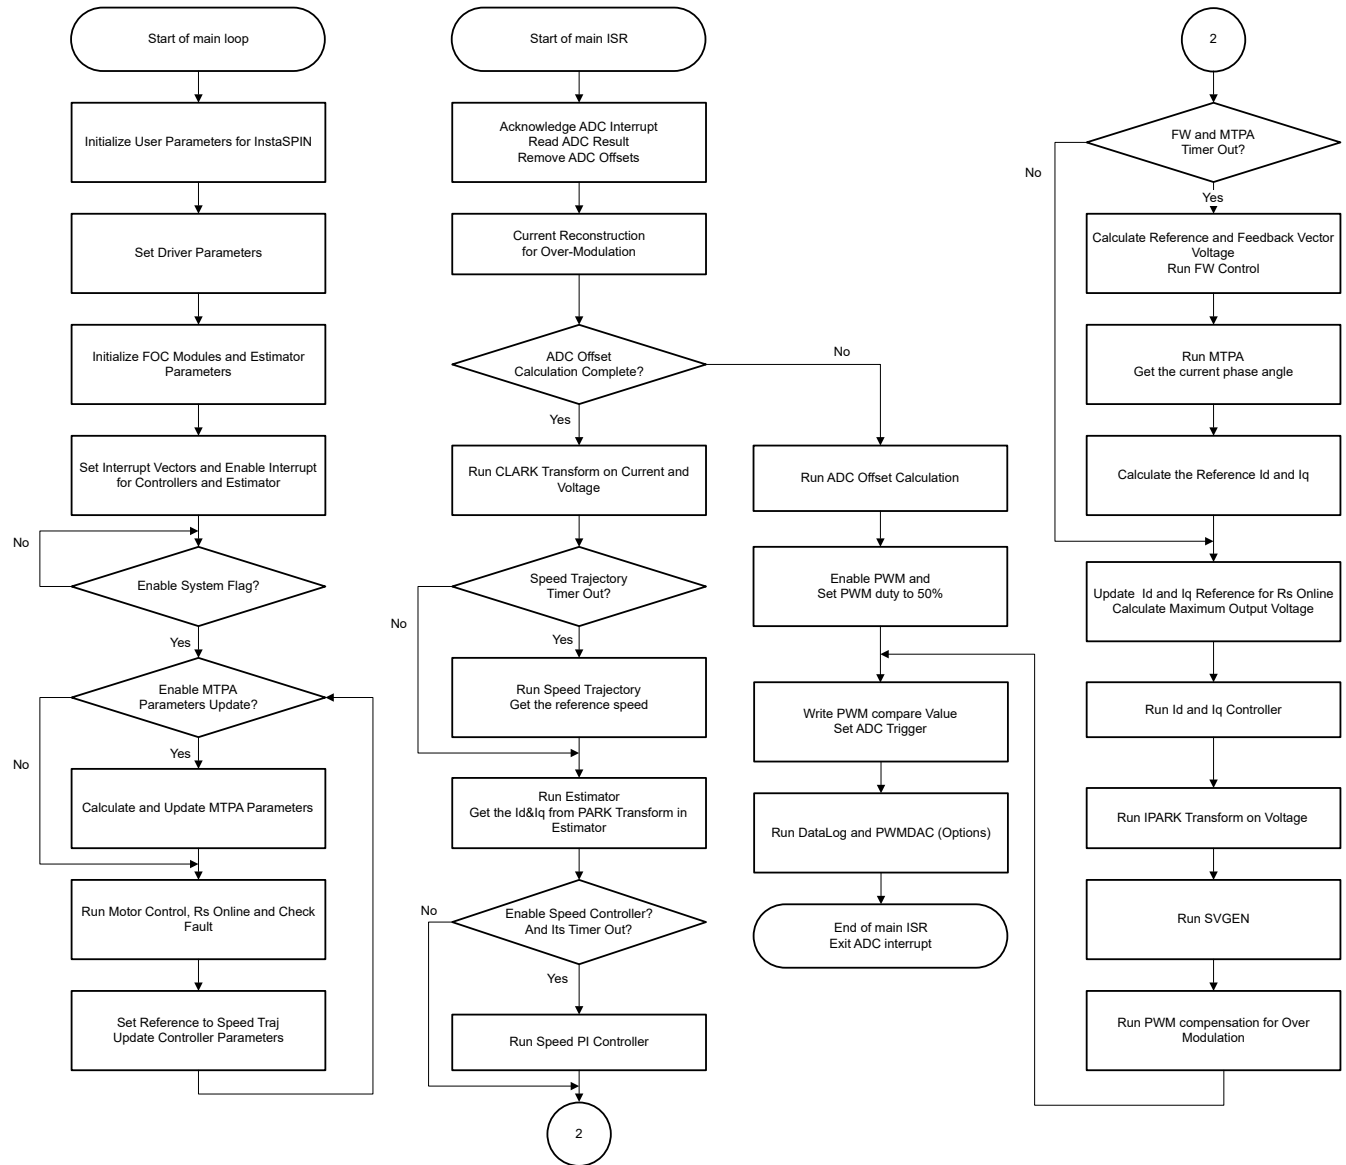 Start of main loop
Initialize User Parameters for InstaSPIN
Set Driver Parameters
Initialize FOC Modules and Estimator
Parameters
Set Interrupt Vectors and Enable Interrupt
for Controllers and Estimator
No
Enable System Flag?
Yes
Enable MTPA
Parameters Update?
No
Yes
Calculate and Update MTPA Parameters
Run Motor Control, Rs Online and Check
Fault
Set Reference to Speed Traj
Update Controller Parameters
Start of main ISR
Acknowledge ADC Interrupt
Read ADC Result
Remove ADC Offsets
Current Reconstruction
for Over-Modulation
ADC Offset
Calculation Complete?
No
Yes
Run CLARK Transform on Current and
Voltage
Speed Trajectory
Timer Out?
No
Yes
Run Speed Trajectory
Get the reference speed
Run Estimator
Get the Id&Iq from PARK Transform in
Estimator
No
Enable Speed Controller?
And Its Timer Out?
Yes
Run Speed PI Controller
2
Run ADC Offset Calculation
Enable PWM and
Set PWM duty to 50%
Write PWM compare Value
Set ADC Trigger
Run DataLog and PWMDAC (Options)
End of main ISR
Exit ADC interrupt
2
FW and MTPA
Timer Out?
No
Yes
Calculate Reference and Feedback Vector
Voltage
Run FW Control
Run MTPA
Get the current phase angle
Calculate the Reference Id and Iq
Update Id and Iq Reference for Rs Online
Calculate Maximum Output Voltage
Run Id and Iq Controller
Run IPARK Transform on Voltage
Run SVGEN
Run PWM compensation for Over
Modulation